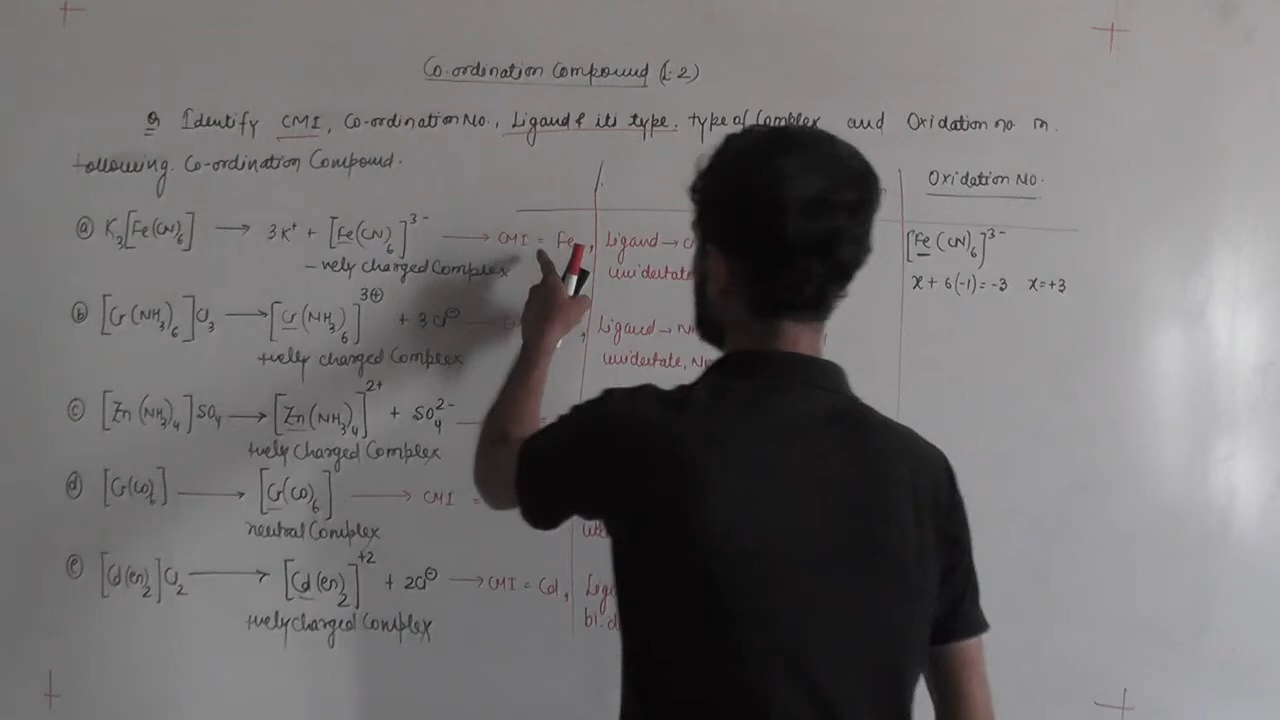 Co-ordination Compound (L-2)
Q Identify CMI, Co-ordination No., Ligand & its type, type of Complex and Oxidation no in
following Co-ordination Compound.
Oxidation No.
ⓐ K₃[Fe(CN)₆] → 3K⁺ + [Fe(CN)₆]³⁻ → CMI = Fe, Ligand →
[Fe(CN)₆]³⁻
-vely charged Complex
unidentate
x + 6(-1) = -3 x = +3
ⓑ [Cr(NH₃)₆]Cl₃ → [Cr(NH₃)₆]³⊕ + 3Cl⊖ , Ligand →
+vely charged Complex
unidentate,
ⓒ [Zn(NH₃)₄]SO₄ → [Zn(NH₃)₄]²⁺ + SO₄²⁻
+vely Charged Complex
ⓓ [Cr(CO)₆] → [Cr(CO)₆] → CMI =
neutral Complex
ⓔ [Cd(en)₂]Cl₂ → [Cd(en)₂]⁺² + 2Cl⊖ → CMI = Cd,
+vely charged Complex